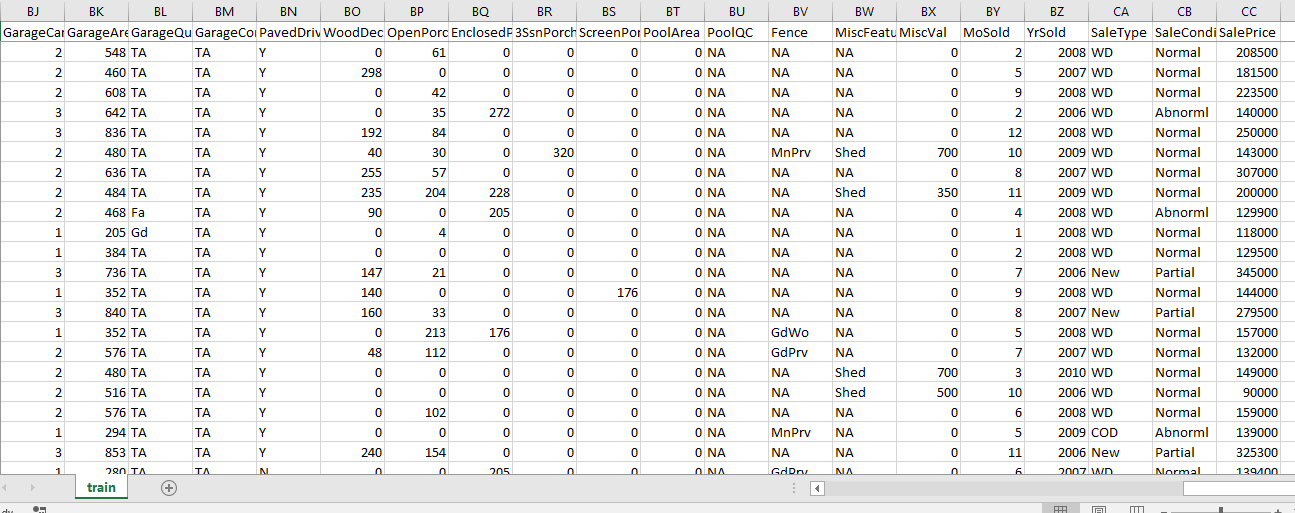 BJ BK BL BM BN BO BP BQ BR BS BT BU BV BW BX BY BZ CA CB CC
GarageCar GarageAre GarageQu GarageCor PavedDriv WoodDec OpenPorc EnclosedP 3SsnPorch ScreenPor PoolArea PoolQC Fence MiscFeatu MiscVal MoSold YrSold SaleType SaleCondi SalePrice
2 548 TA TA Y 0 61 0 0 0 0 NA NA NA 0 2 2008 WD Normal 208500
2 460 TA TA Y 298 0 0 0 0 0 NA NA NA 0 5 2007 WD Normal 181500
2 608 TA TA Y 0 42 0 0 0 0 NA NA NA 0 9 2008 WD Normal 223500
3 642 TA TA Y 0 35 272 0 0 0 NA NA NA 0 2 2006 WD Abnorml 140000
3 836 TA TA Y 192 84 0 0 0 0 NA NA NA 0 12 2008 WD Normal 250000
2 480 TA TA Y 40 30 0 320 0 0 NA MnPrv Shed 700 10 2009 WD Normal 143000
2 636 TA TA Y 255 57 0 0 0 0 NA NA NA 0 8 2007 WD Normal 307000
2 484 TA TA Y 235 204 228 0 0 0 NA NA Shed 350 11 2009 WD Normal 200000
2 468 Fa TA Y 90 0 205 0 0 0 NA NA NA 0 4 2008 WD Abnorml 129900
1 205 Gd TA Y 0 4 0 0 0 0 NA NA NA 0 1 2008 WD Normal 118000
1 384 TA TA Y 0 0 0 0 0 0 NA NA NA 0 2 2008 WD Normal 129500
3 736 TA TA Y 147 21 0 0 0 0 NA NA NA 0 7 2006 New Partial 345000
1 352 TA TA Y 140 0 0 0 176 0 NA NA NA 0 9 2008 WD Normal 144000
3 840 TA TA Y 160 33 0 0 0 0 NA NA NA 0 8 2007 New Partial 279500
1 352 TA TA Y 0 213 176 0 0 0 NA GdWo NA 0 5 2008 WD Normal 157000
2 576 TA TA Y 48 112 0 0 0 0 NA GdPrv NA 0 7 2007 WD Normal 132000
2 480 TA TA Y 0 0 0 0 0 0 NA NA Shed 700 3 2010 WD Normal 149000
2 516 TA TA Y 0 0 0 0 0 0 NA NA Shed 500 10 2006 WD Normal 90000
2 576 TA TA Y 0 102 0 0 0 0 NA NA NA 0 6 2008 WD Normal 159000
1 294 TA TA Y 0 0 0 0 0 0 NA MnPrv NA 0 5 2009 COD Abnorml 139000
3 853 TA TA Y 240 154 0 0 0 0 NA NA NA 0 11 2006 New Partial 325300
1 280 TA TA N 0 0 205 0 0 0 NA GdPrv NA 0 6 2007 WD Normal 139400
train